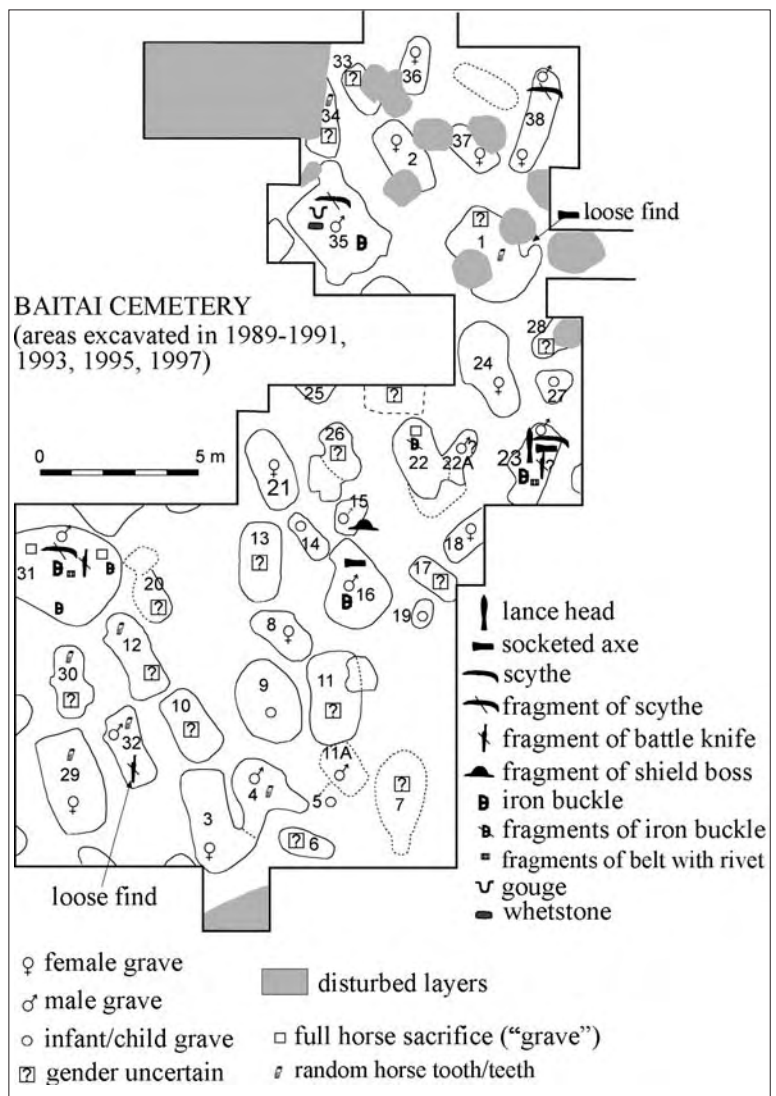 33
36
34
38
2
37
35
1
loose find
BAITAI CEMETERY
(areas excavated in 1989-1991,
1993, 1995, 1997)
28
24
27
25
0
5 m
26
22
22A
23
21
15
14
18
13
31
16
17
20
19
8
12
30
9
11
10
32
11A
29
4
7
3
5
6
loose find
lance head
socketed axe
scythe
fragment of scythe
fragment of battle knife
fragment of shield boss
iron buckle
fragments of iron buckle
fragments of belt with rivet
gouge
whetstone
♀ female grave
♂ male grave
infant/child grave
? gender uncertain
disturbed layers
full horse sacrifice (“grave”)
random horse tooth/teeth